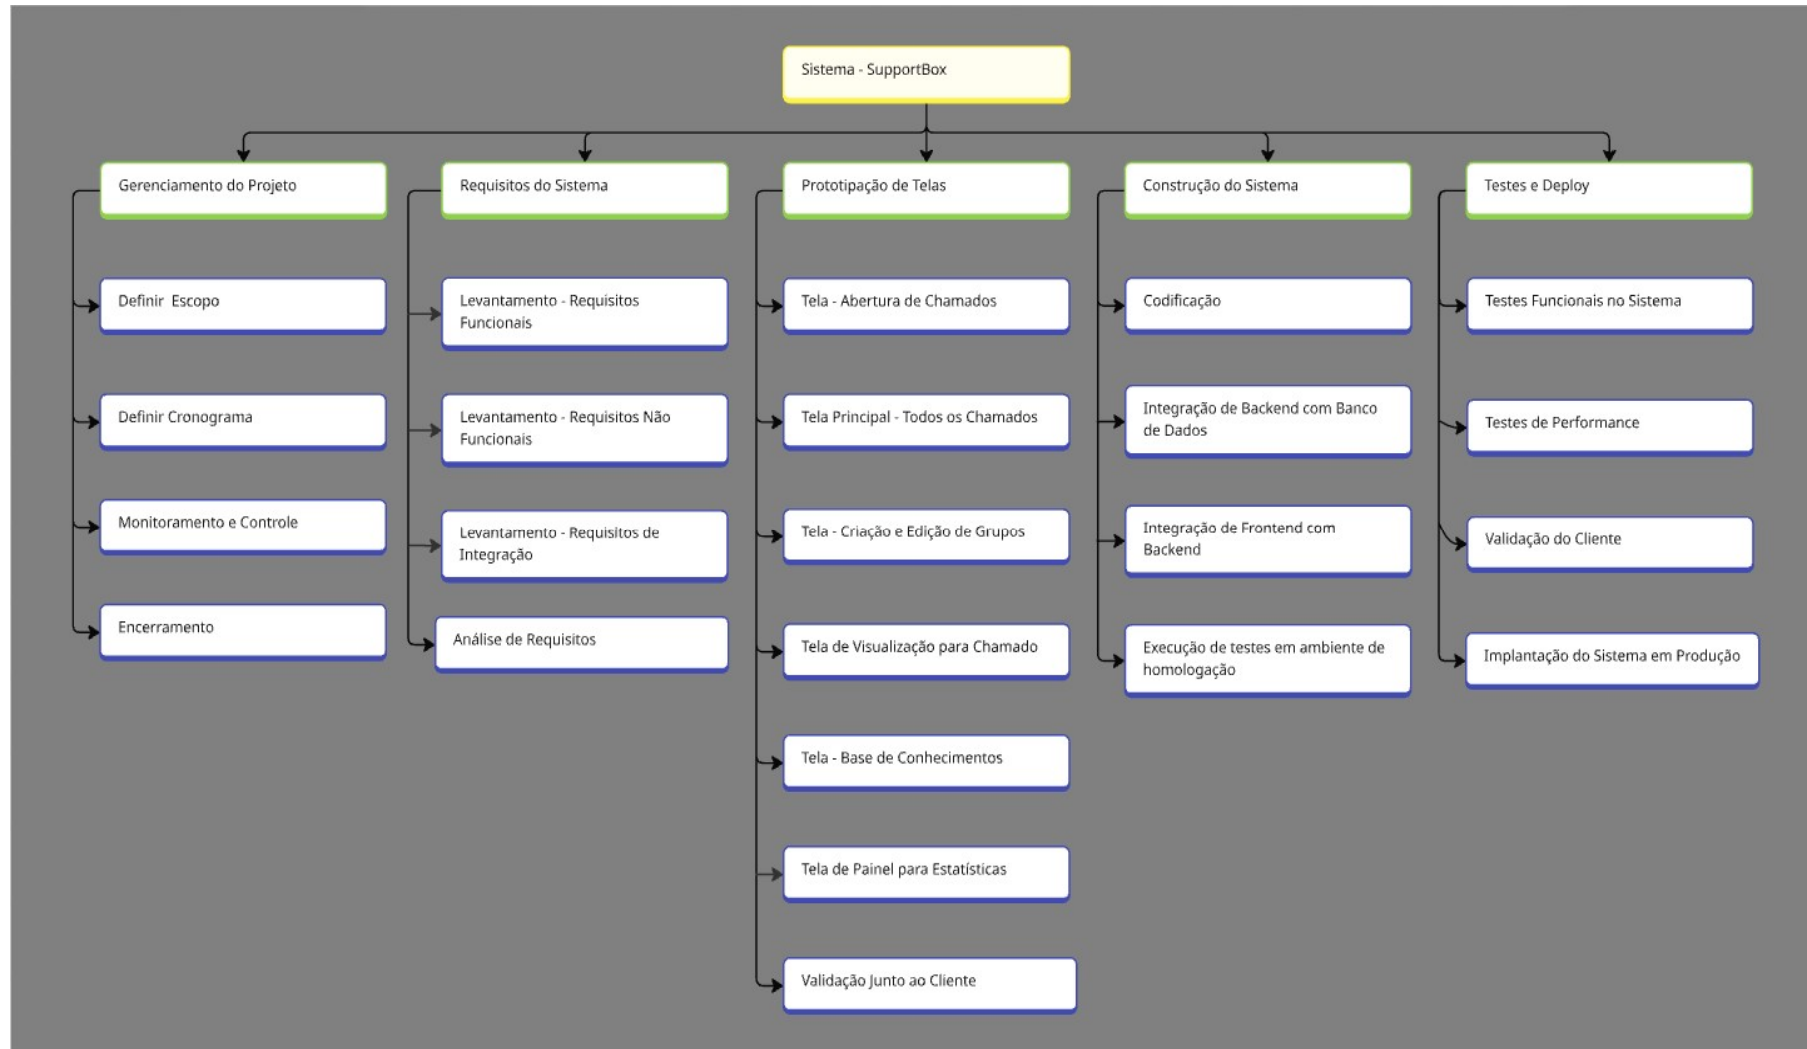 Sistema - SupportBox
Gerenciamento do Projeto
Definir  Escopo
Definir Cronograma
Monitoramento e Controle
Encerramento
Requisitos do Sistema
Levantamento - Requisitos
Funcionais
Levantamento - Requisitos Não
Funcionais
Levantamento - Requisitos de
Integração
Análise de Requisitos
Prototipação de Telas
Tela - Abertura de Chamados
Tela Principal - Todos os Chamados
Tela - Criação e Edição de Grupos
Tela de Visualização para Chamado
Tela - Base de Conhecimentos
Tela de Painel para Estatísticas
Validação Junto ao Cliente
Construção do Sistema
Codificação
Integração de Backend com Banco
de Dados
Integração de Frontend com
Backend
Execução de testes em ambiente de
homologação
Testes e Deploy
Testes Funcionais no Sistema
Testes de Performance
Validação do Cliente
Implantação do Sistema em Produção